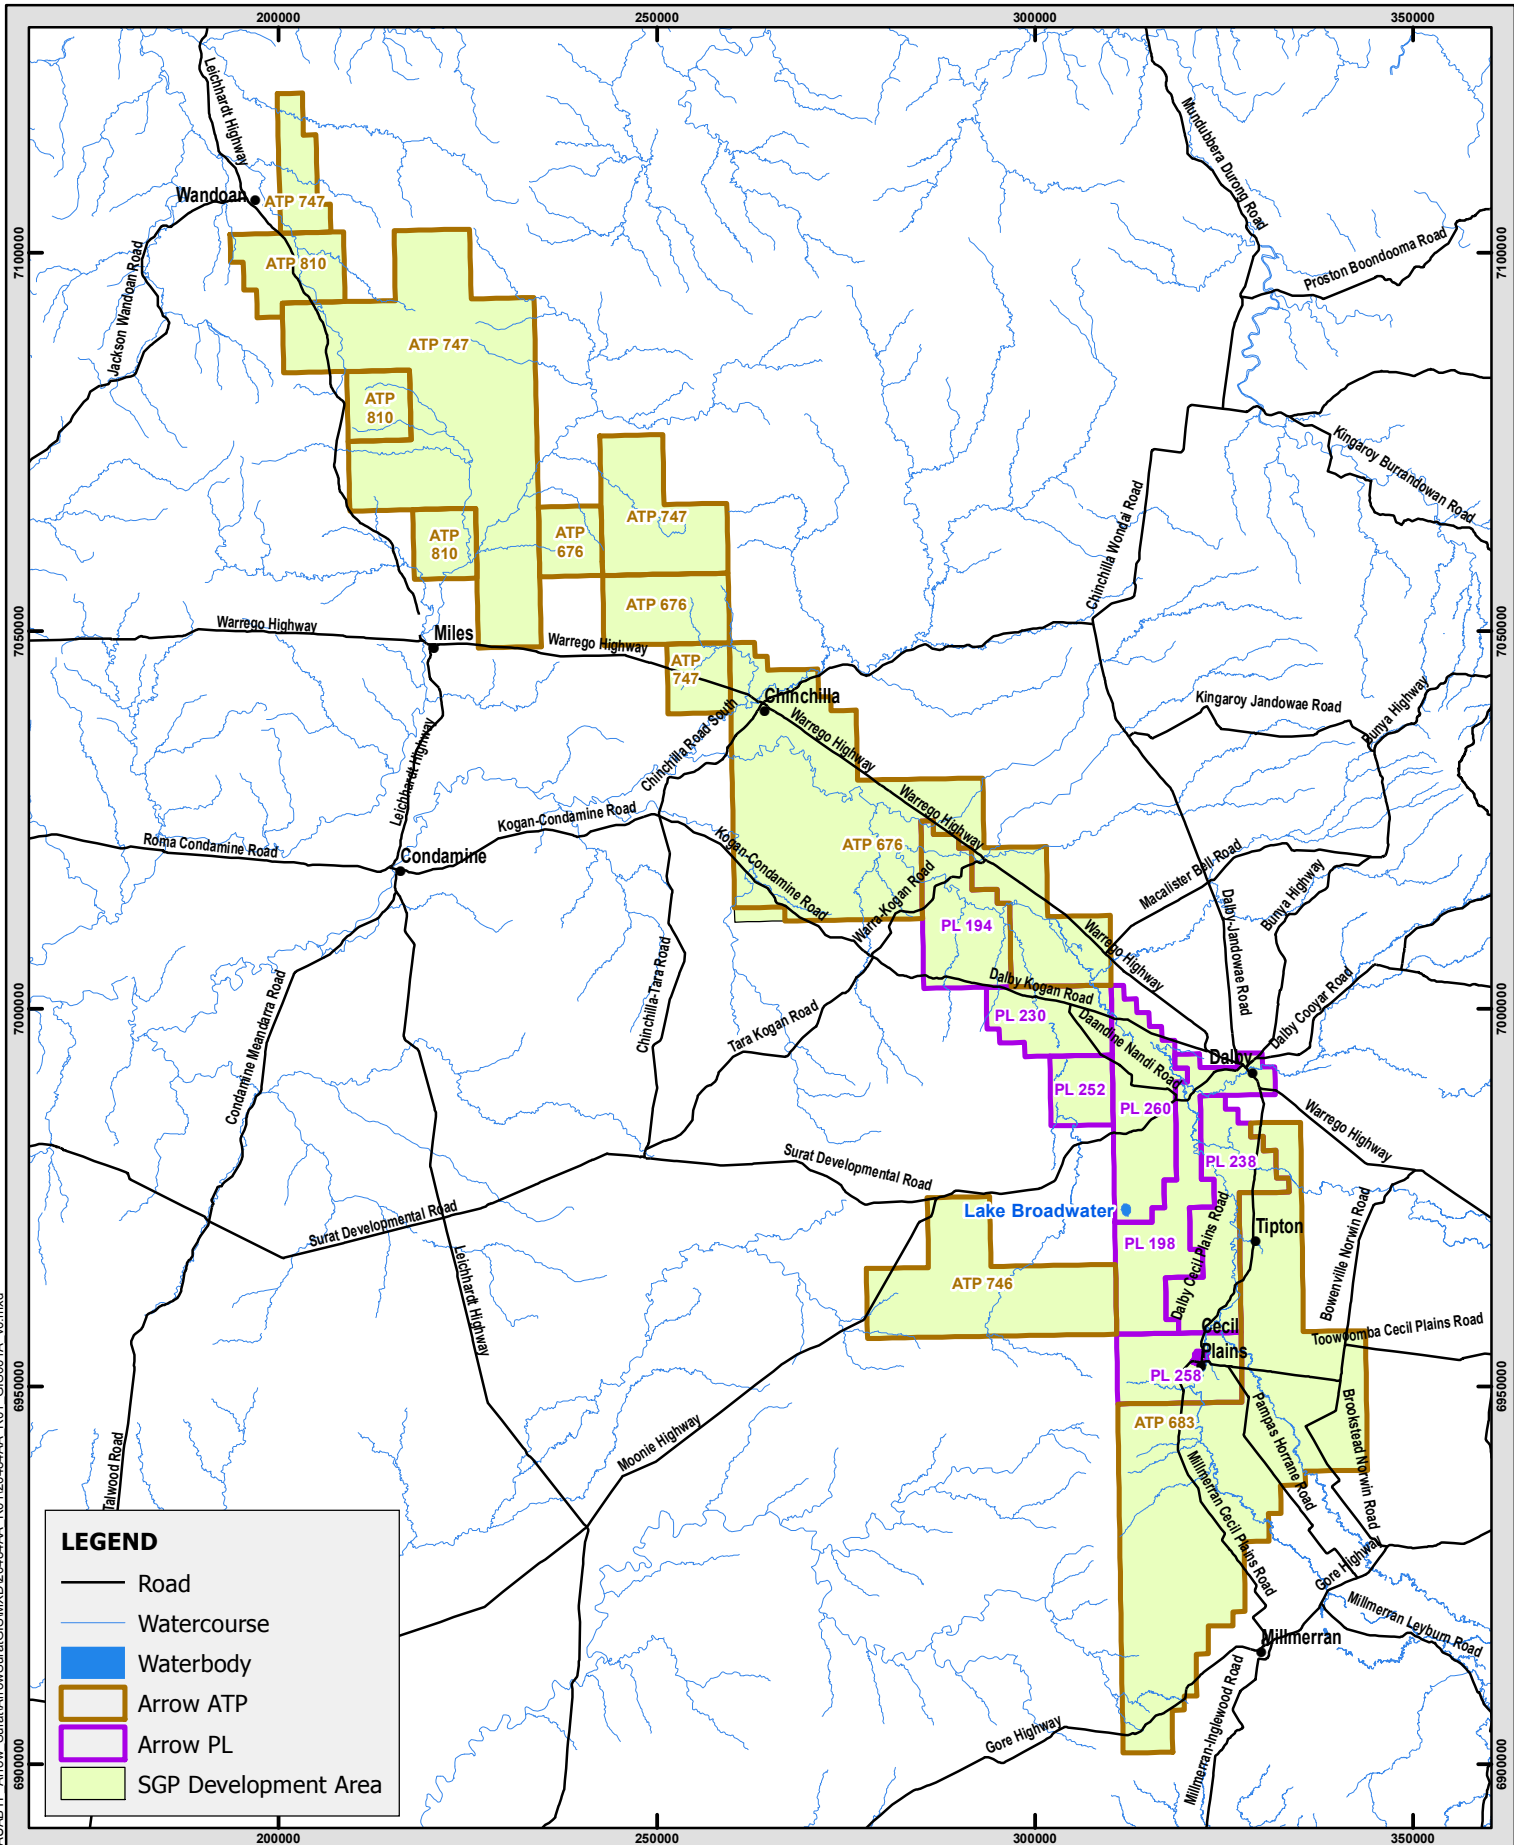 200000
250000
300000
350000
Leichhardt Highway
Mundubbera Durong Road
Wandoan
ATP 747
7100000
7100000
ATP 810
Jackson Wandoan Road
Proston Boondooma Road
ATP 747
ATP
810
Kingaroy Burrandowan Road
Chinchilla Wondai Road
ATP 747
ATP
810
ATP
676
ATP 676
7050000
7050000
Warrego Highway
Miles
Warrego Highway
ATP
747
Chinchilla
Kingaroy Jandowae Road
Bunya Highway
Chinchilla Road South
Warrego Highway
Leichhardt Highway
Warrego Highway
Kogan-Condamine Road
Roma Condamine Road
Condamine
Kogan-Condamine Road
ATP 676
Macalister Bell Road
Warra-Kogan Road
Dalby-Jandowae Road
Bunya Highway
PL 194
Warrego Highway
Chinchilla-Tara Road
Condamine Meandarra Road
Dalby Kogan Road
7000000
7000000
PL 230
Dalby Cooyar Road
Tara Kogan Road
Daandine Nandi Road
Dalby
PL 252
PL 260
Warrego Highway
PL 238
Surat Developmental Road
Lake Broadwater
Surat Developmental Road
Tipton
Bowenville Norwin Road
PL 198
Dalby Cecil Plains Road
Leichhardt Highway
ATP 746
Cecil
Plains
Toowoomba Cecil Plains Road
PL 258
6950000
6950000
ATP 683
Pampas Horrane Road
Brookstead Norwin Road
Moonie Highway
Talwood Road
Millmerran Cecil Plains Road
Gore Highway
Millmerran Leyburn Road
Millmerran
Millmerran-Inglewood Road
Gore Highway
6900000
6900000
LEGEND
Road
Watercourse
Waterbody
Arrow ATP
Arrow PL
SGP Development Area
200000
250000
300000
350000